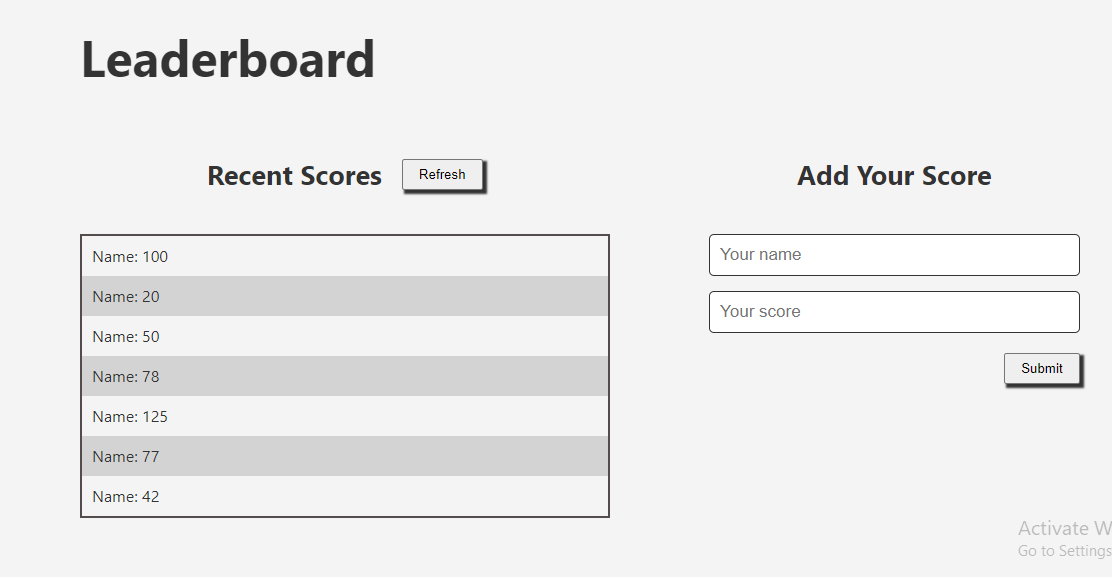 Leaderboard
Recent Scores
Refresh
Name: 100
Name: 20
Name: 50
Name: 78
Name: 125
Name: 77
Name: 42
Add Your Score
Your name
Your score
Submit
Activate W
Go to Settings